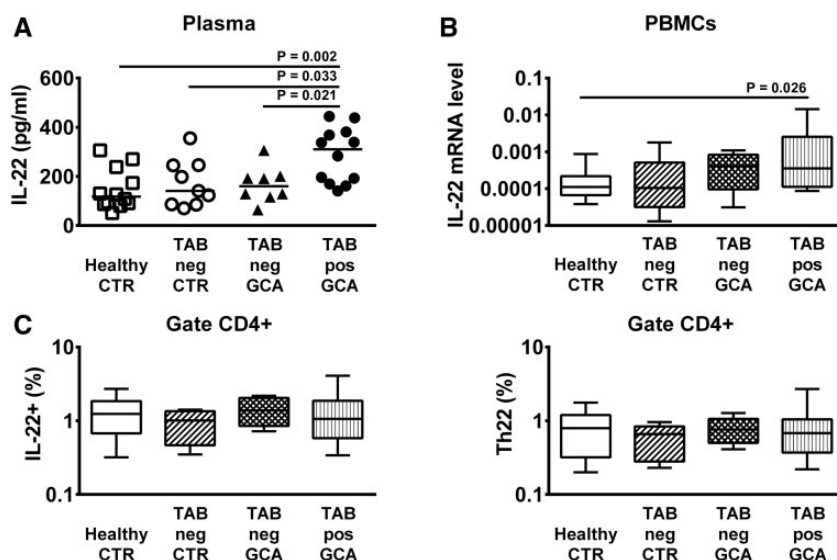 A
Plasma
P = 0.002
P = 0.033
P = 0.021
IL-22 (pg/ml)
600
400
200
0
Healthy
CTR
TAB
neg
CTR
TAB
neg
GCA
TAB
pos
GCA
B
PBMCs
P = 0.026
IL-22 mRNA level
0.1
0.01
0.001
0.0001
0.00001
Healthy
CTR
TAB
neg
CTR
TAB
neg
GCA
TAB
pos
GCA
C
Gate CD4+
IL-22+ (%)
10
1
0.1
Healthy
CTR
TAB
neg
CTR
TAB
neg
GCA
TAB
pos
GCA
Gate CD4+
Th22 (%)
10
1
0.1
Healthy
CTR
TAB
neg
CTR
TAB
neg
GCA
TAB
pos
GCA